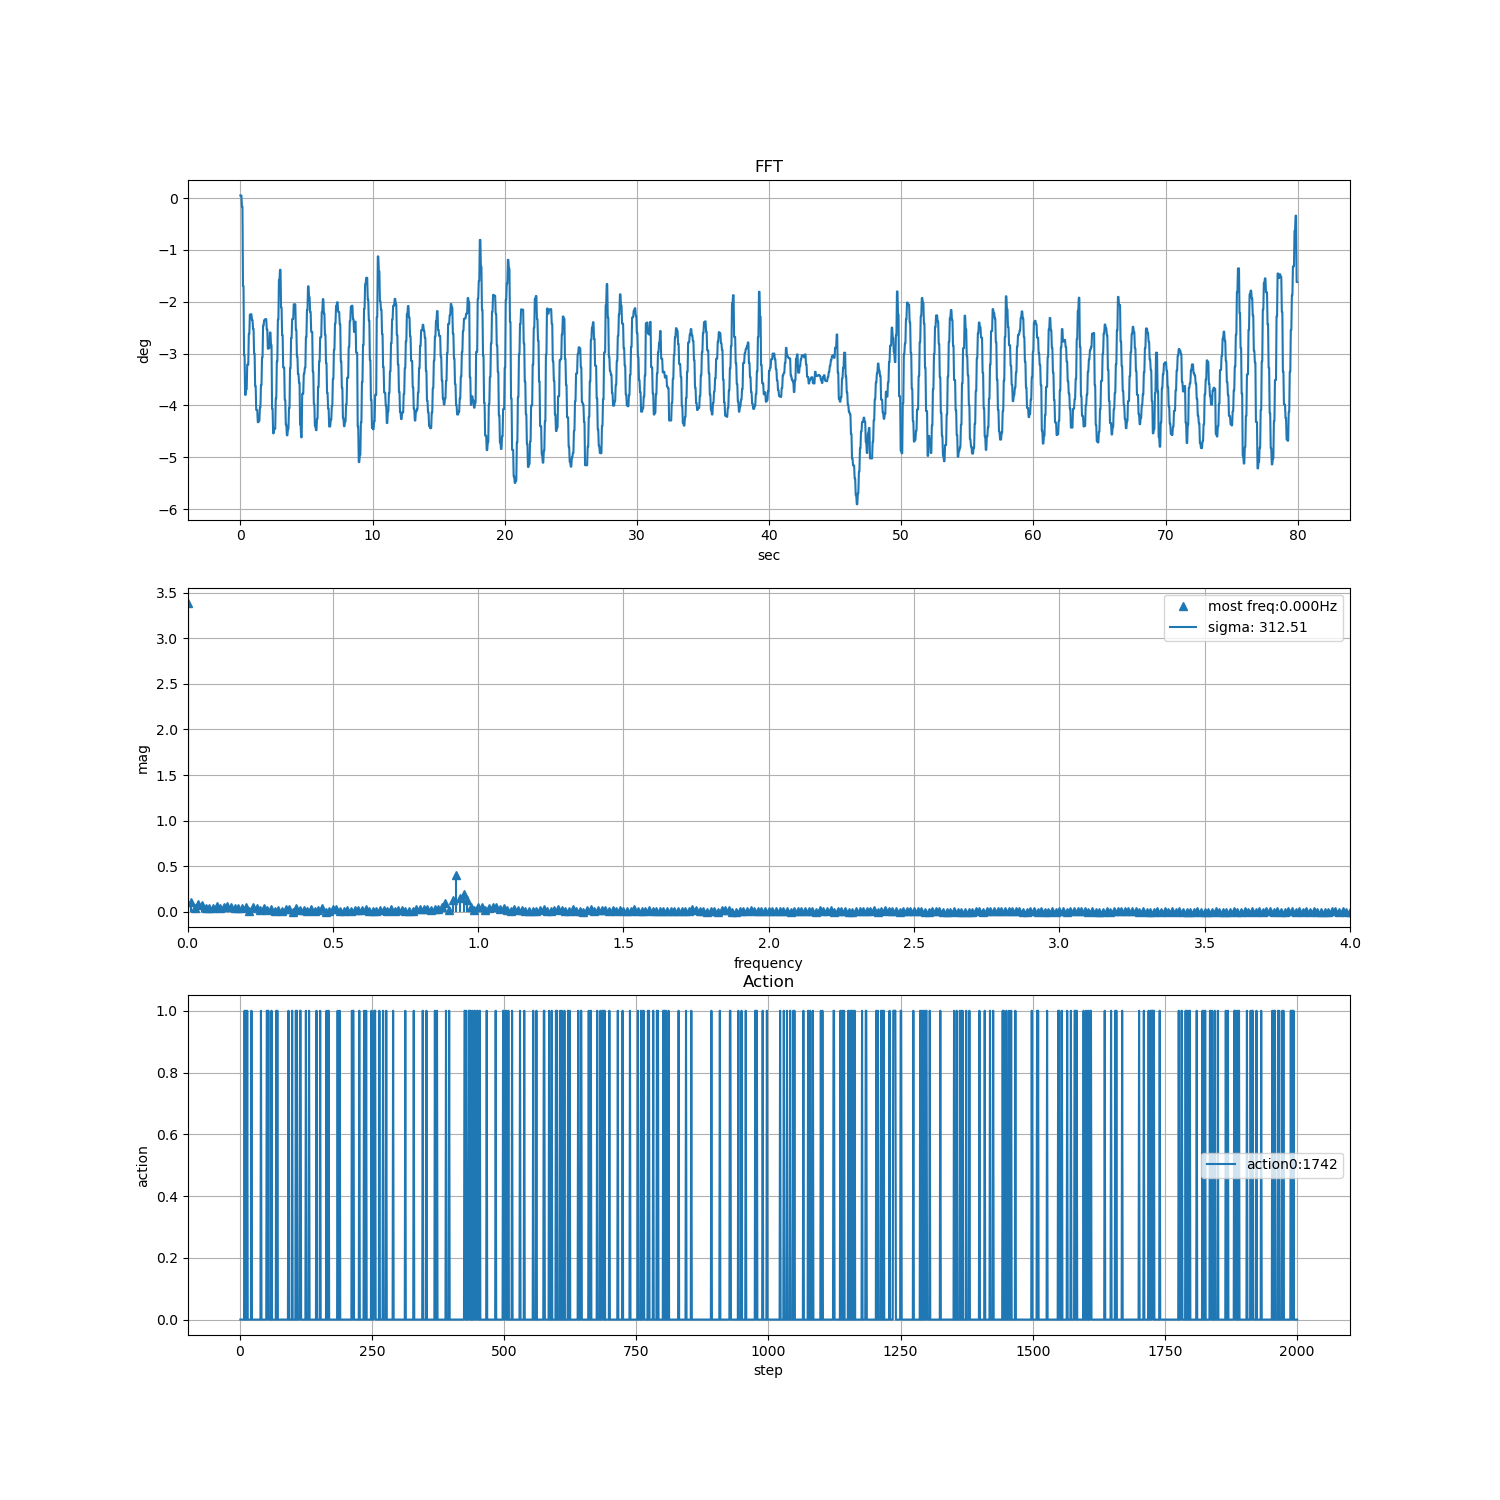 FFT
0
−1
−2
−3
−4
−5
−6
deg
0 10 20 30 40 50 60 70 80
sec
3.5
3.0
2.5
2.0
1.5
1.0
0.5
0.0
mag
most freq:0.000Hz
sigma: 312.51
0.0 0.5 1.0 1.5 2.0 2.5 3.0 3.5 4.0
frequency
Action
1.0
0.8
0.6
0.4
0.2
0.0
action
action0:1742
0 250 500 750 1000 1250 1500 1750 2000
step